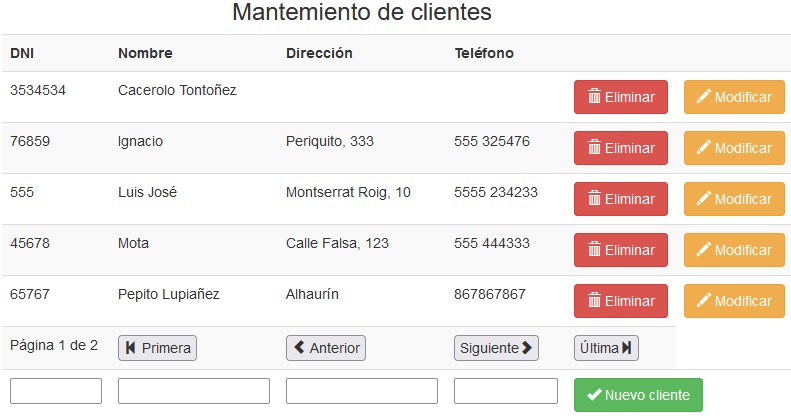 Mantemiento de clientes
DNI Nombre Dirección Teléfono
3534534 Cacerolo Tontoñez Eliminar Modificar
76859 Ignacio Periquito, 333 555 325476 Eliminar Modificar
555 Luis José Montserrat Roig, 10 5555 234233 Eliminar Modificar
45678 Mota Calle Falsa, 123 555 444333 Eliminar Modificar
65767 Pepito Lupiañez Alhaurín 867867867 Eliminar Modificar
Página 1 de 2 Primera Anterior Siguiente Última
Nuevo cliente